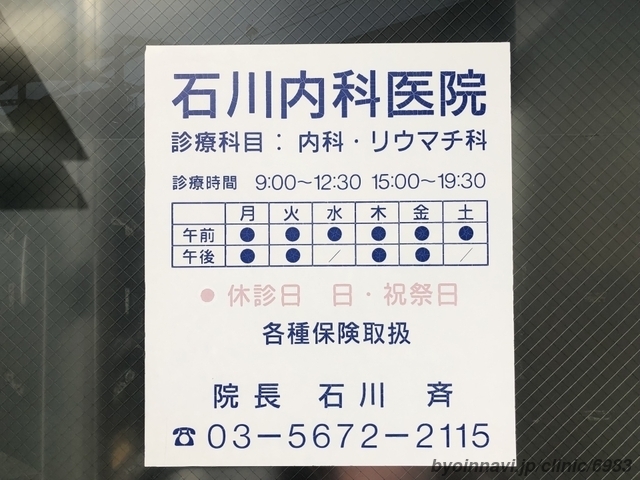 石川内科医院
診療科目： 内科・リウマチ科
診療時間 9:00～12:30 15:00～19:30
月 火 水 木 金 土
午前 ● ● ● ● ● ●
午後 ● ● ／ ● ● ／
● 休診日 日・祝祭日
各種保険取扱
院長 石川 斉
☎ 03－5672－2115
byoinnavi.jp/clinic/6983